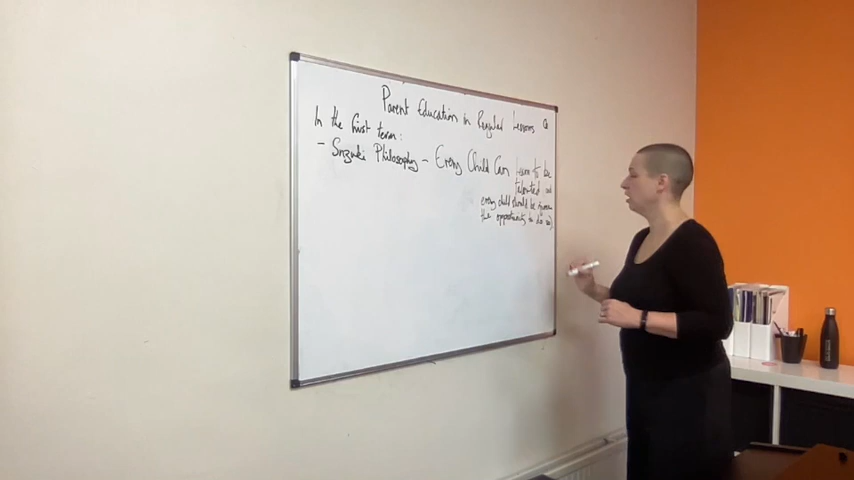 Parent Education in Regular Lessons
In the first term:
- Suzuki Philosophy - Every Child Can learn to be
talented and
every child should be given
the opportunity to do so)